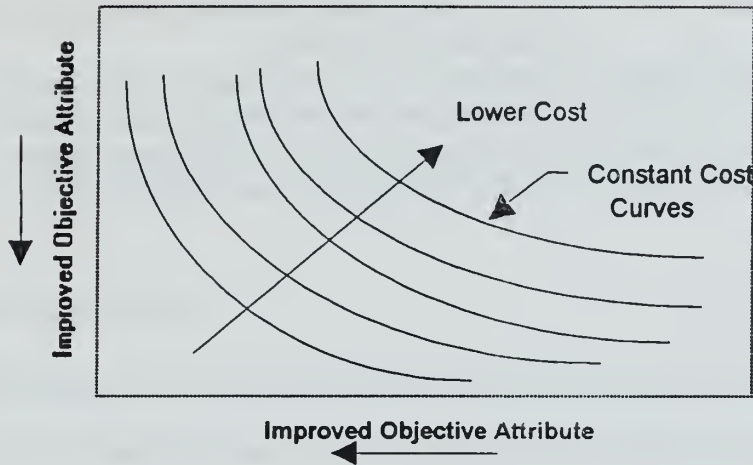 Improved Objective Attribute
Lower Cost
Constant Cost
Curves
Improved Objective Attribute